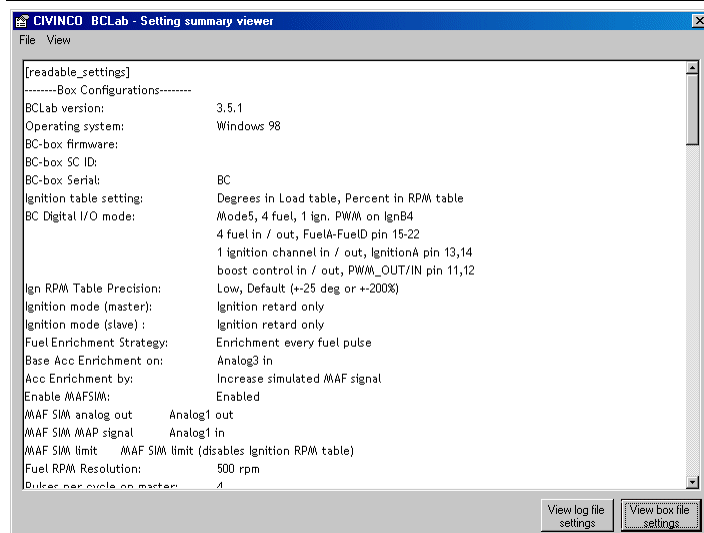 CIVINCO BCLab - Setting summary viewer
File View
[readable_settings]
--------Box Configurations--------
BCLab version: 3.5.1
Operating system: Windows 98
BC-box firmware:
BC-box SC ID:
BC-box Serial: BC
Ignition table setting: Degrees in Load table, Percent in RPM table
BC Digital I/O mode: Mode5, 4 fuel, 1 ign. PWM on IgnB4
4 fuel in / out, FuelA-FuelD pin 15-22
1 ignition channel in / out, IgnitionA pin 13,14
boost control in / out, PWM_OUT/IN pin 11,12
Ign RPM Table Precision: Low, Default (+-25 deg or +-200%)
Ignition mode (master): Ignition retard only
Ignition mode (slave) : Ignition retard only
Fuel Enrichment Strategy: Enrichment every fuel pulse
Base Acc Enrichment on: Analog3 in
Acc Enrichment by: Increase simulated MAF signal
Enable MAFSIM: Enabled
MAF SIM analog out Analog1 out
MAF SIM MAP signal Analog1 in
MAF SIM limit MAF SIM limit (disables Ignition RPM table)
Fuel RPM Resolution: 500 rpm
Pulses per cycle on master: 4
View log file settings
View box file settings